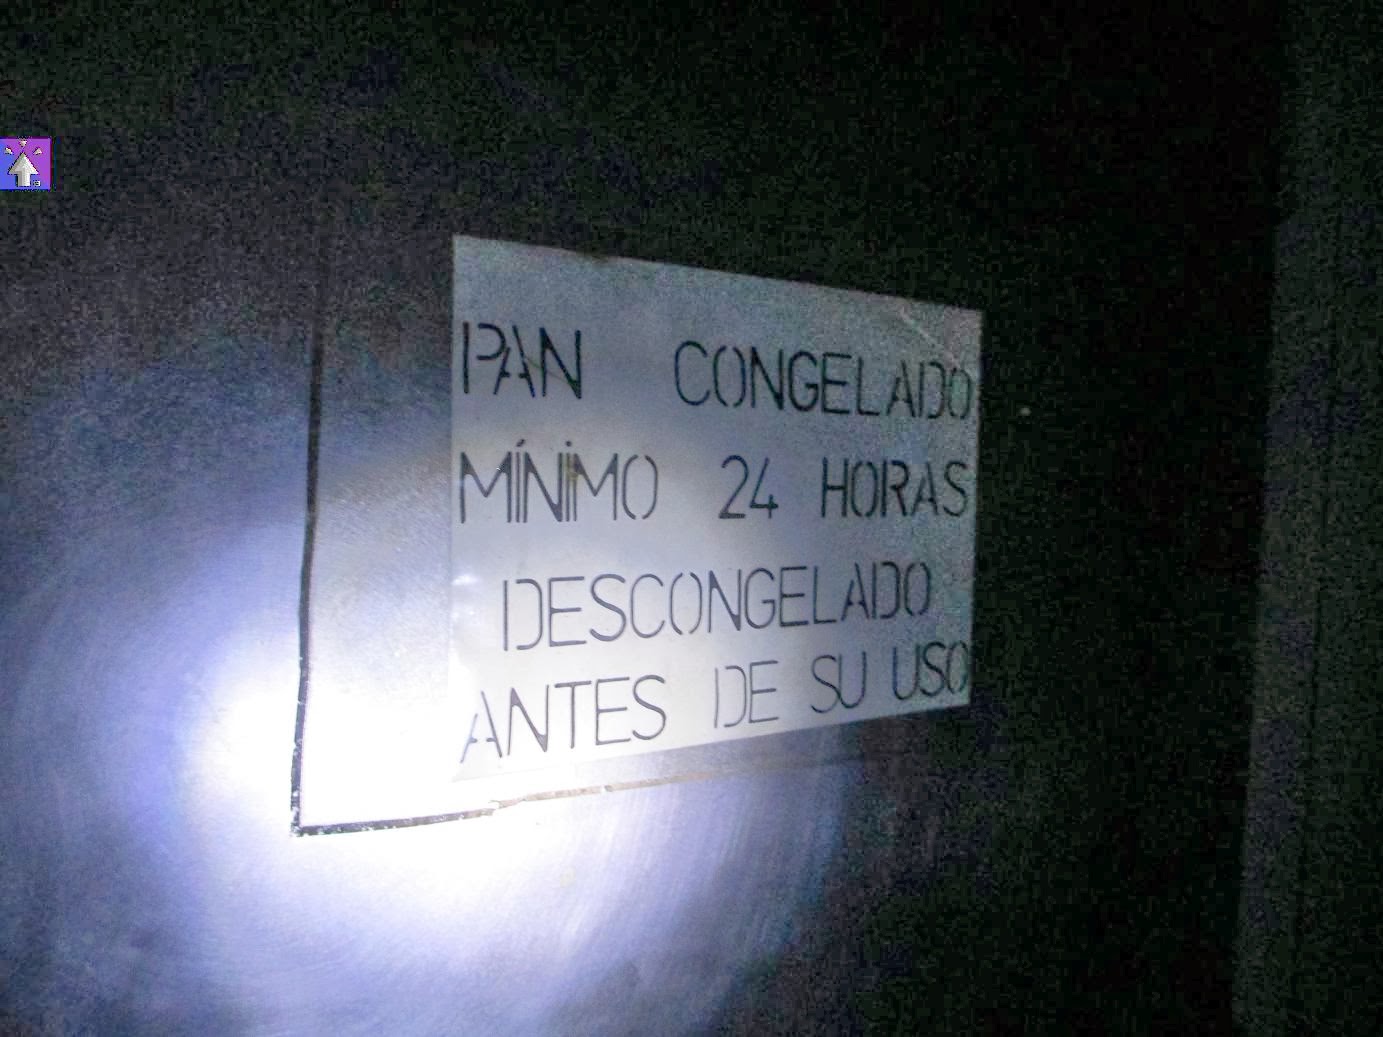 PAN CONGELADO
MÍNIMO 24 HORAS
DESCONGELADO
ANTES DE SU USO